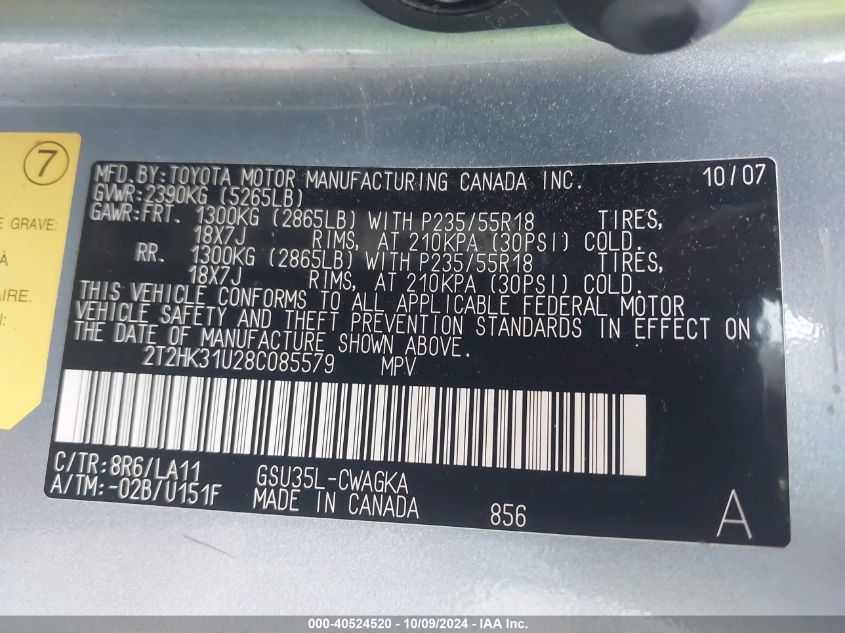 7
E GRAVE:
À
AIRE.
MFD.BY:TOYOTA MOTOR MANUFACTURING CANADA INC. 10/07
GVWR:2390KG (5265LB)
GAWR:FRT. 1300KG (2865LB) WITH P235/55R18 TIRES,
18X7J RIMS, AT 210KPA (30PSI) COLD.
RR. 1300KG (2865LB) WITH P235/55R18 TIRES,
18X7J RIMS, AT 210KPA (30PSI) COLD.
THIS VEHICLE CONFORMS TO ALL APPLICABLE FEDERAL MOTOR
VEHICLE SAFETY AND THEFT PREVENTION STANDARDS IN EFFECT ON
THE DATE OF MANUFACTURE SHOWN ABOVE.
2T2HK31U28C085579 MPV
C/TR:8R6/LA11 GSU35L-CWAGKA
A/TM:-02B/U151F MADE IN CANADA 856 A
000-40524520 - 10/09/2024 - IAA Inc.